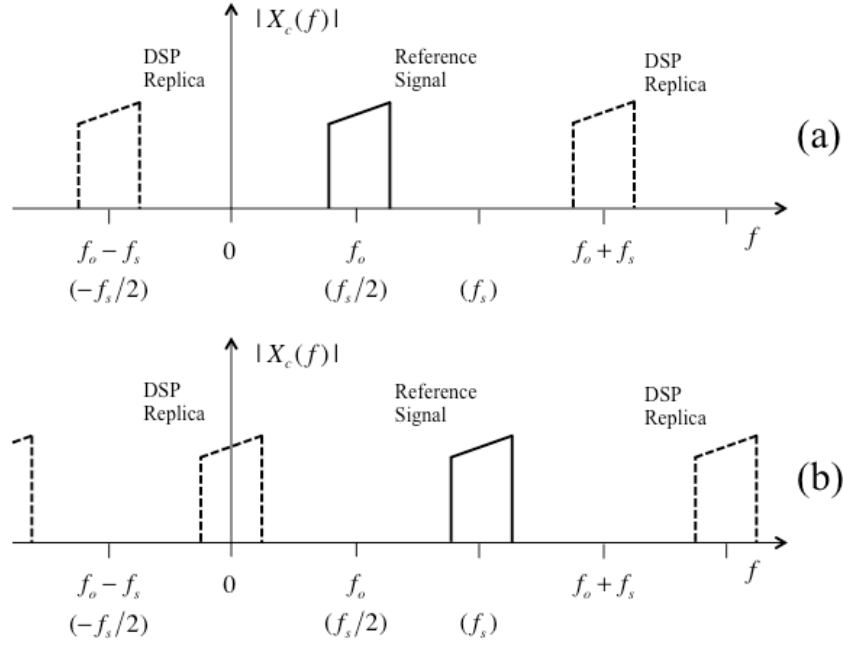 |X_c(f)|
DSP Replica
Reference Signal
DSP Replica
(a)
f_o − f_s
0
f_o
f_o + f_s
f
(−f_s/2)
(f_s/2)
(f_s)
|X_c(f)|
DSP Replica
Reference Signal
DSP Replica
(b)
f_o − f_s
0
f_o
f_o + f_s
f
(−f_s/2)
(f_s/2)
(f_s)